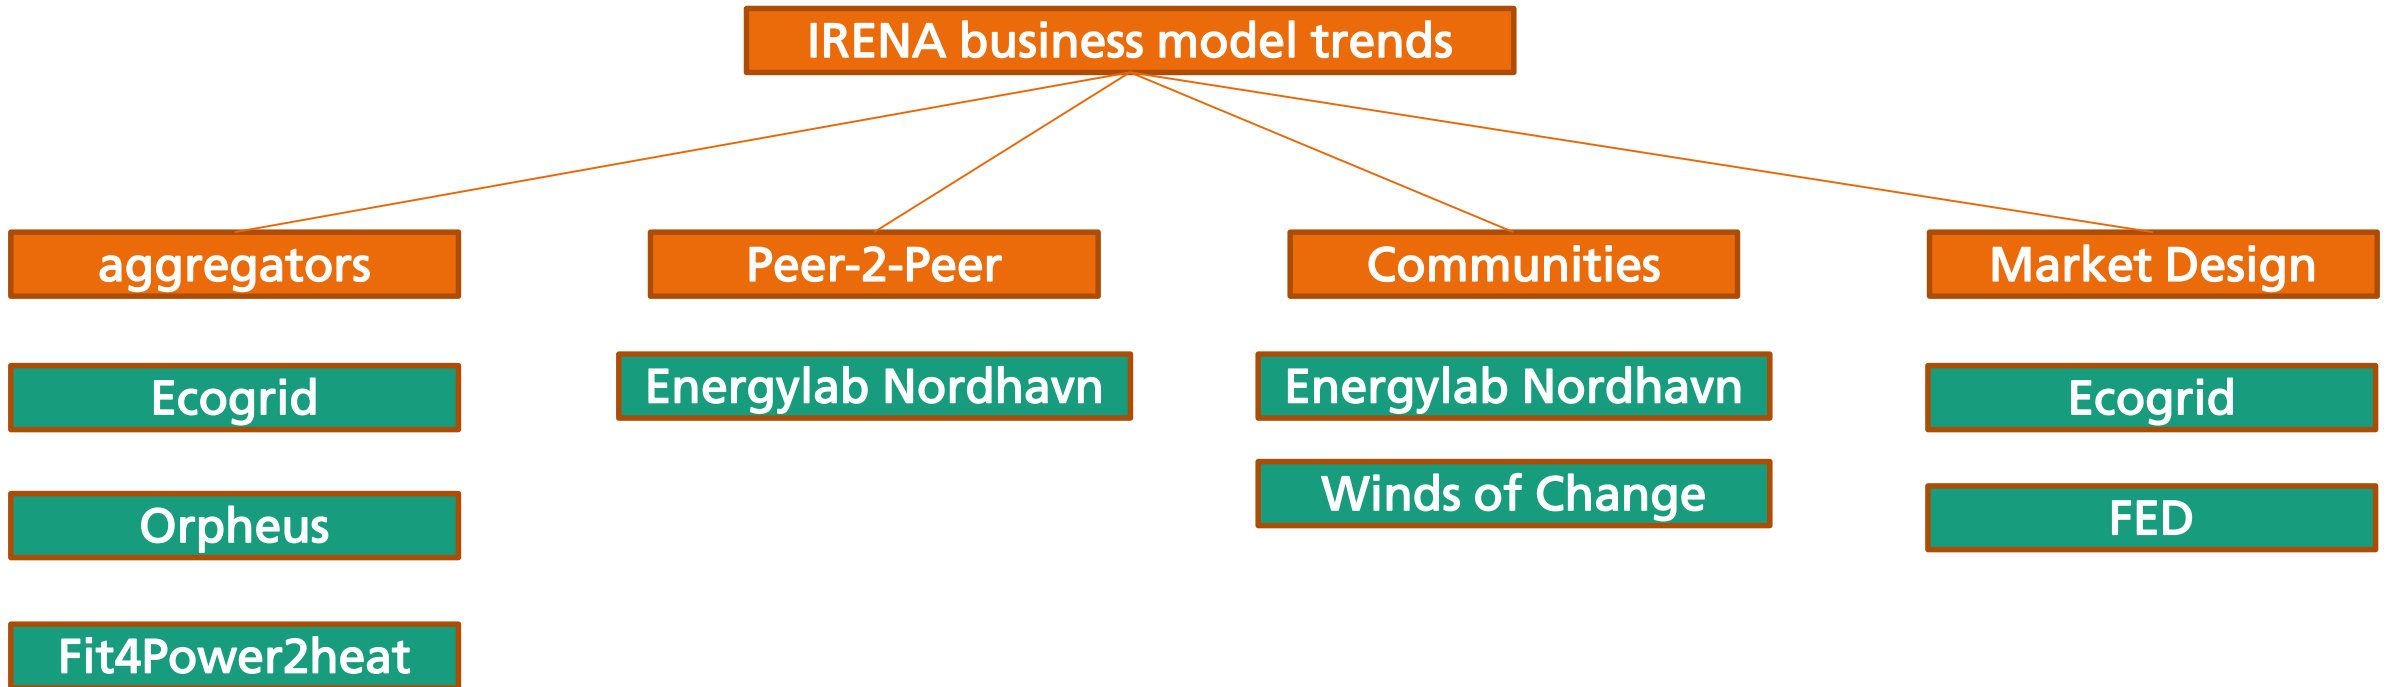 IRENA business model trends
aggregators
Peer-2-Peer
Communities
Market Design
Ecogrid
Energylab Nordhavn
Energylab Nordhavn
Ecogrid
Orpheus
Winds of Change
FED
Fit4Power2heat